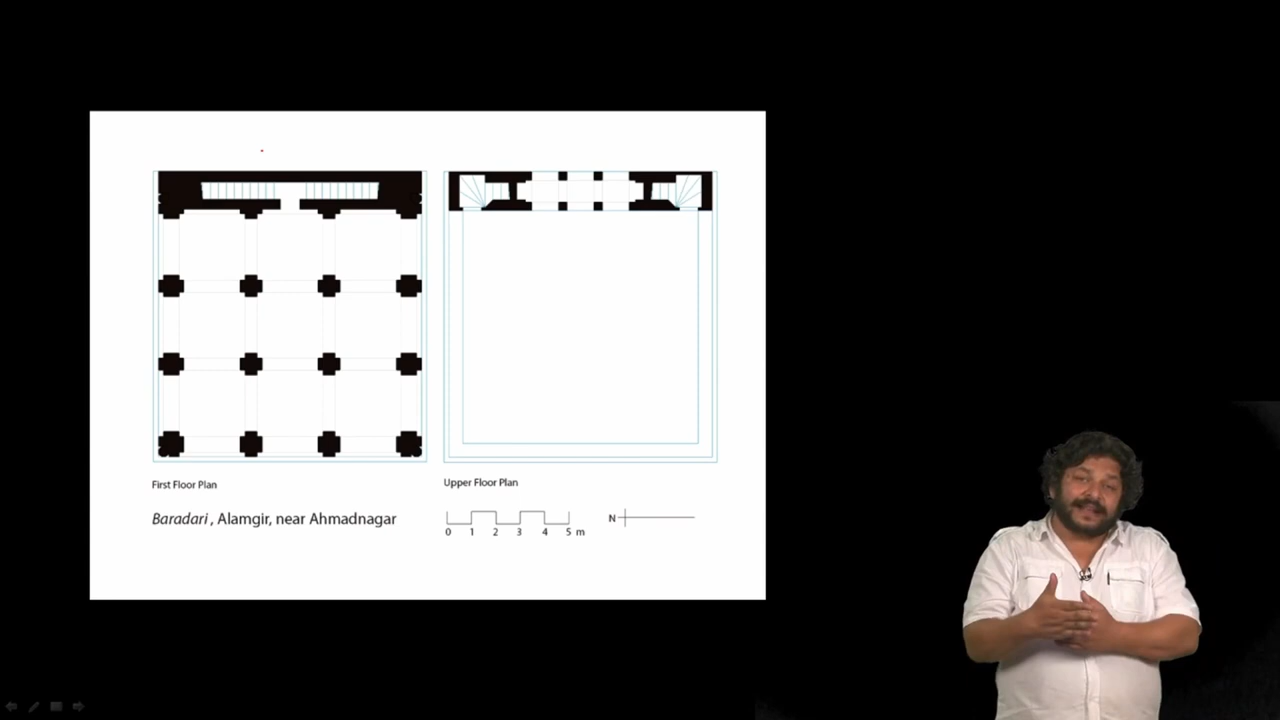 First Floor Plan
Upper Floor Plan
Baradari, Alamgir, near Ahmadnagar
0 1 2 3 4 5 m
N